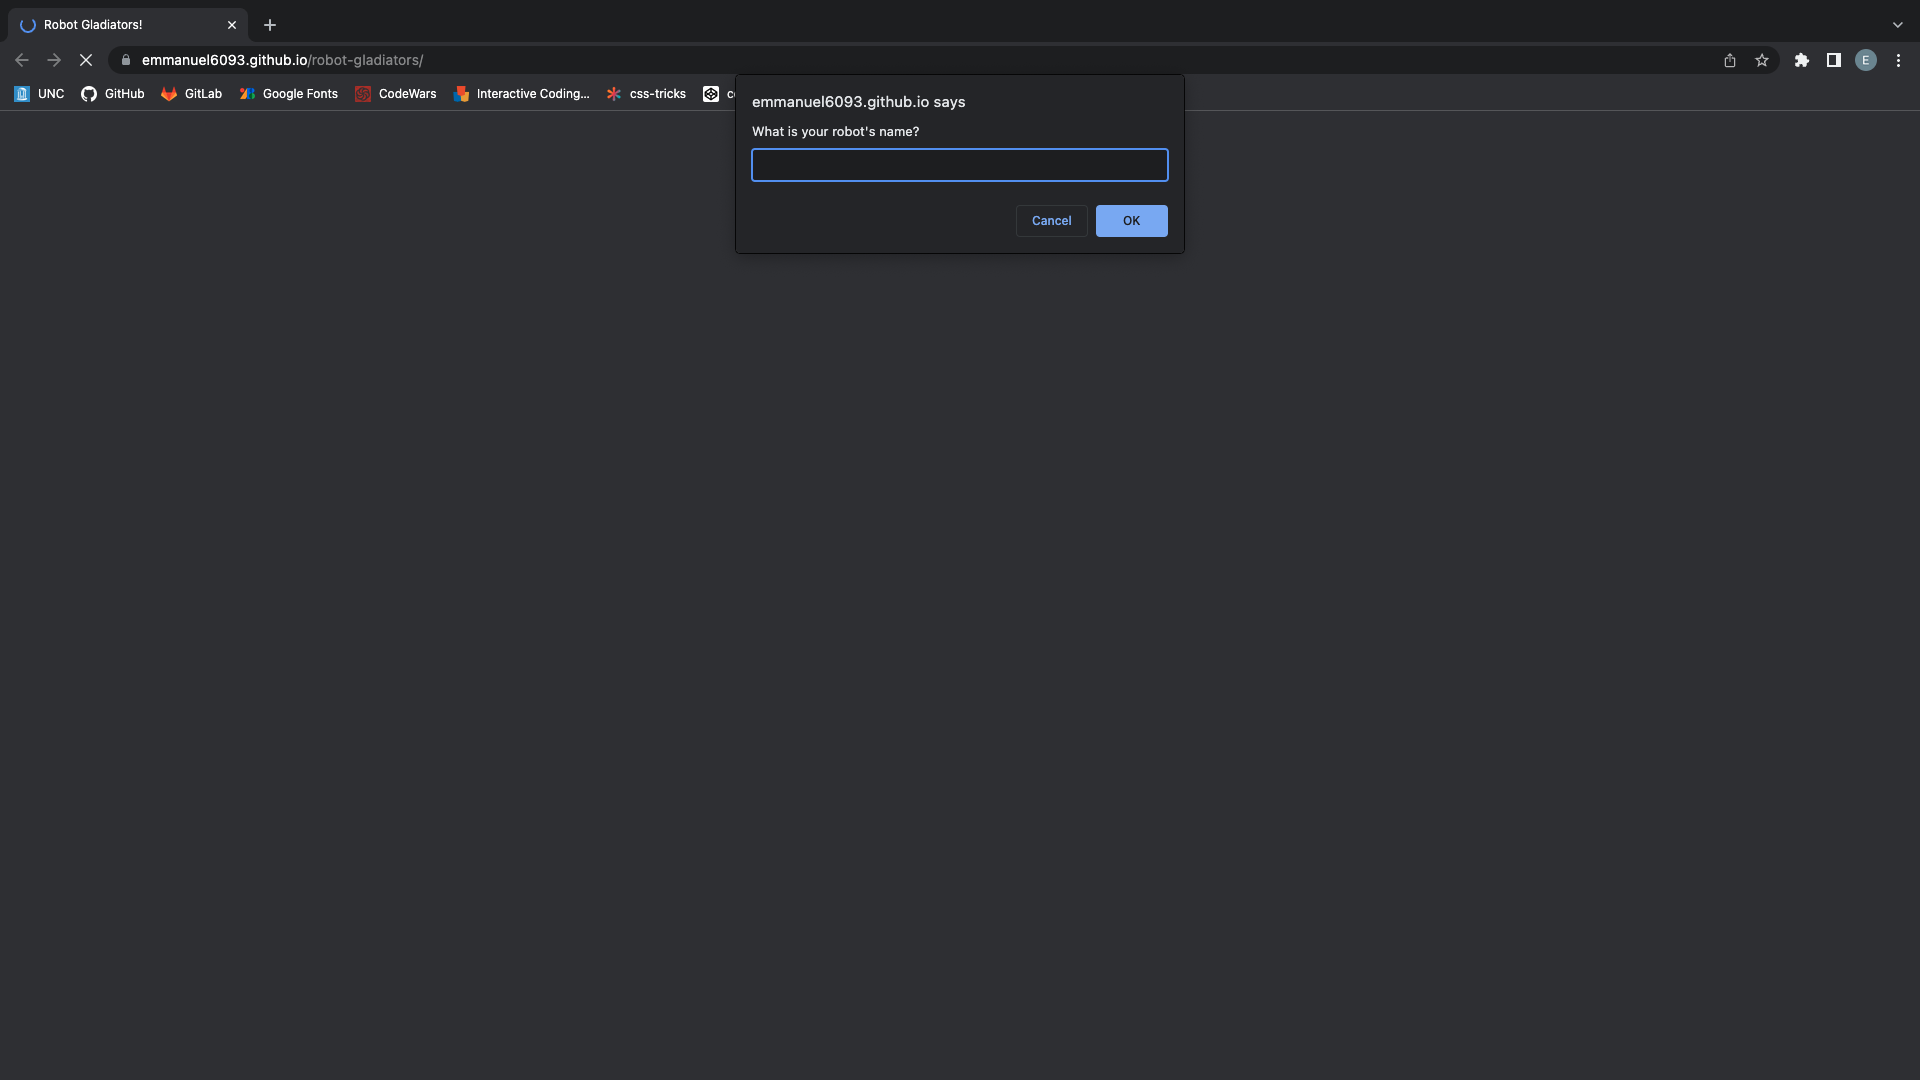 Robot Gladiators!
emmanuel6093.github.io/robot-gladiators/
E
UNC GitHub GitLab Google Fonts CodeWars Interactive Coding... css-tricks
emmanuel6093.github.io says
What is your robot's name?
Cancel OK